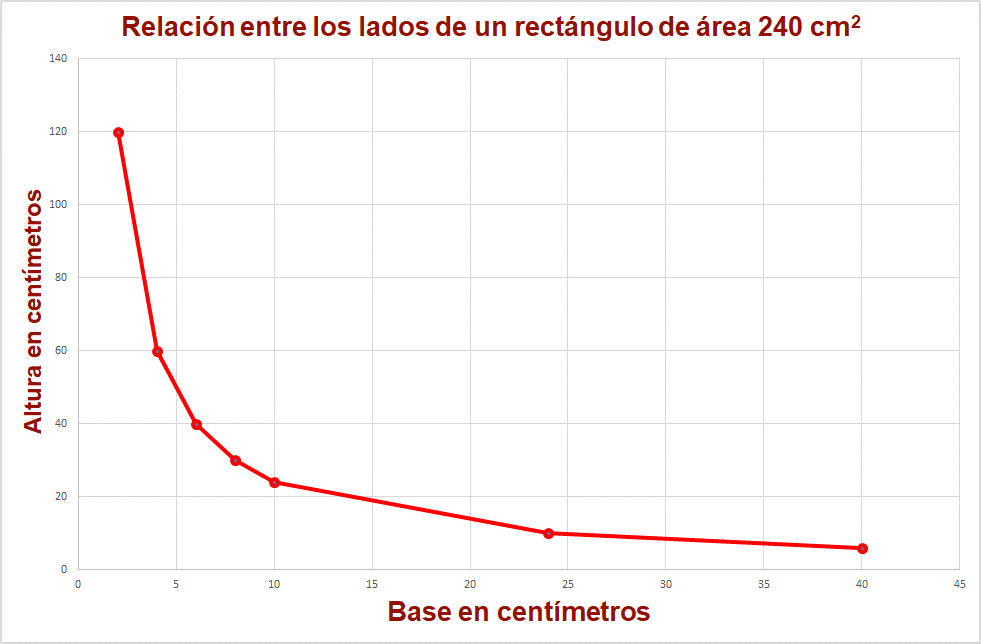 Relación entre los lados de un rectángulo de área 240 cm²
140
120
100
80
60
40
20
0
Altura en centímetros
0 5 10 15 20 25 30 35 40 45
Base en centímetros